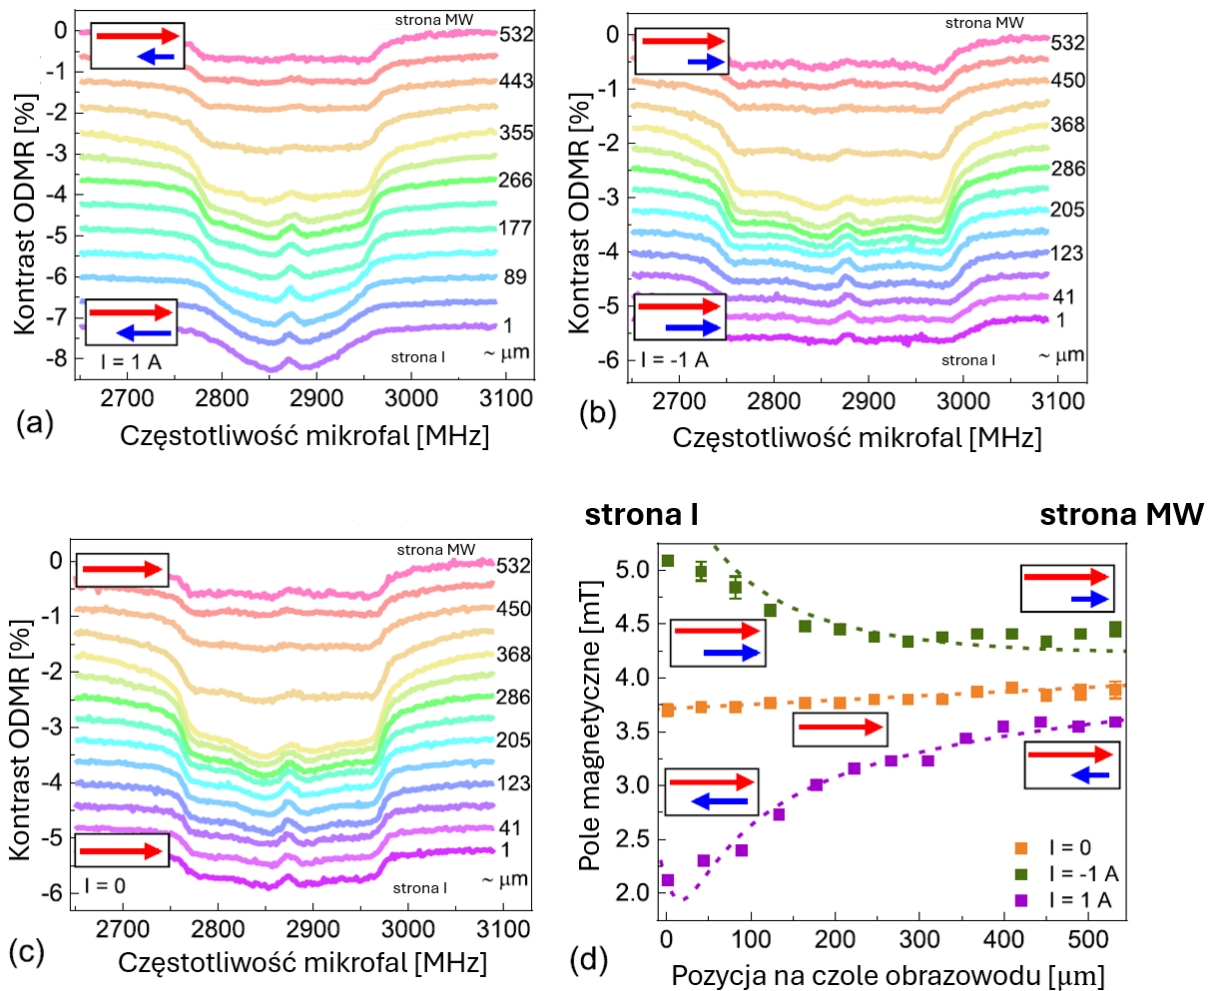 strona MW
0
-1
-2
-3
-4
-5
-6
-7
-8
Kontrast ODMR [%]
532
443
355
266
177
89
1
~ μm
I = 1 A
strona I
2700 2800 2900 3000 3100
(a)
Częstotliwość mikrofal [MHz]
strona MW
0
-1
-2
-3
-4
-5
-6
Kontrast ODMR [%]
532
450
368
286
205
123
41
1
~ μm
I = -1 A
strona I
2700 2800 2900 3000 3100
(b)
Częstotliwość mikrofal [MHz]
strona MW
0
-1
-2
-3
-4
-5
-6
Kontrast ODMR [%]
532
450
368
286
205
123
41
1
~ μm
I = 0
strona I
2700 2800 2900 3000 3100
(c)
Częstotliwość mikrofal [MHz]
strona I
strona MW
5.0
4.5
4.0
3.5
3.0
2.5
2.0
Pole magnetyczne [mT]
I = 0
I = -1 A
I = 1 A
0 100 200 300 400 500
(d)
Pozycja na czole obrazowodu [μm]